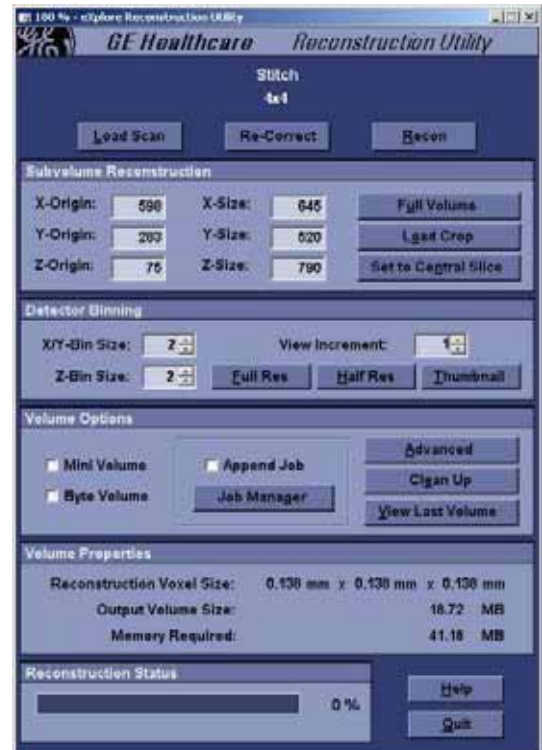 100 % - eXplore Reconstruction Utility
GE Healthcare Reconstruction Utility
Stitch
4x4
Load Scan Re-Correct Recon
Subvolume Reconstruction
X-Origin: 598 X-Size: 645 Full Volume
Y-Origin: 283 Y-Size: 520 Load Crop
Z-Origin: 75 Z-Size: 790 Set to Central Slice
Detector Binning
X/Y-Bin Size: 2 View Increment: 1
Z-Bin Size: 2 Full Res Half Res Thumbnail
Volume Options
Mini Volume Append Job Advanced
Byte Volume Job Manager Clean Up
View Last Volume
Volume Properties
Reconstruction Voxel Size: 0.138 mm x 0.138 mm x 0.138 mm
Output Volume Size: 18.72 MB
Memory Required: 41.18 MB
Reconstruction Status
0 %
Help
Quit